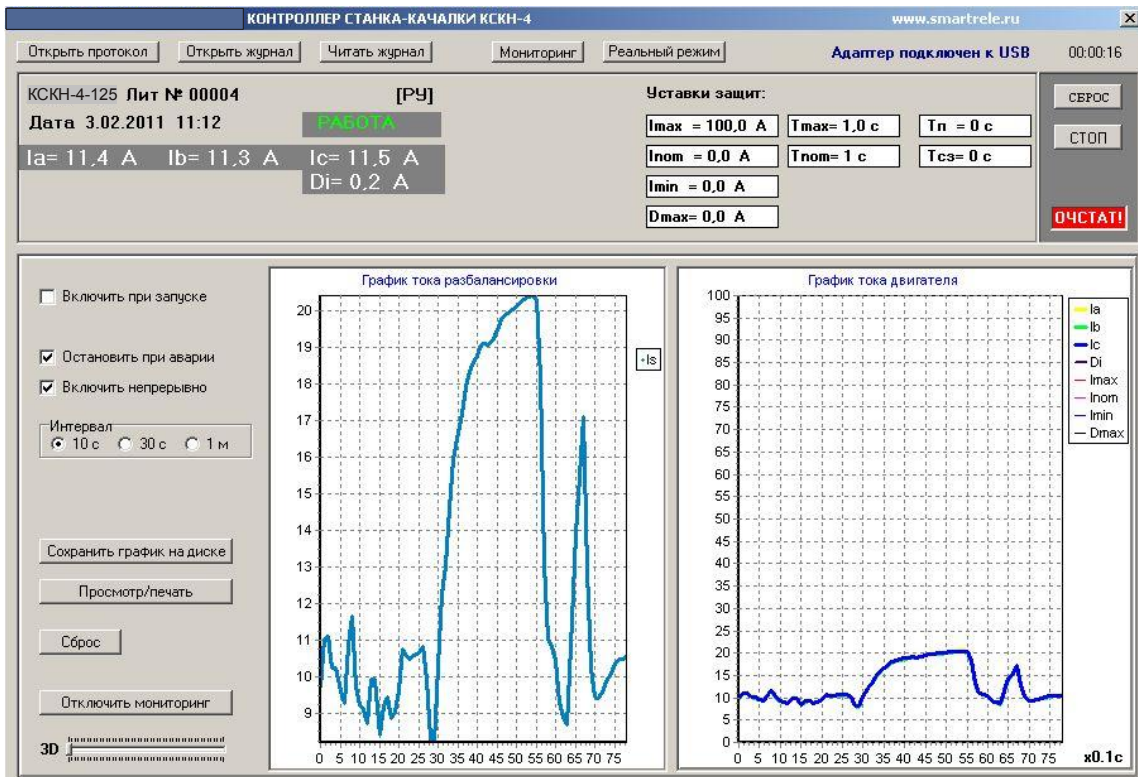 КОНТРОЛЛЕР СТАНКА-КАЧАЛКИ КСКН-4 www.smartrele.ru
Открыть протокол Открыть журнал Читать журнал Мониторинг Реальный режим Адаптер подключен к USB 00:00:16
КСКН-4-125 Лит № 00004 [РУ]
Дата 3.02.2011 11:12 РАБОТА
Ia= 11,4 А Ib= 11,3 А Ic= 11,5 А
Di= 0,2 А
Уставки защит:
Imax = 100,0 А Tmax= 1,0 с Тп = 0 с
Inom = 0,0 А Tnom= 1 с Тсз= 0 с
Imin = 0,0 А
Dmax= 0,0 А
СБРОС
СТОП
ОЧСТАТ!
Включить при запуске
Остановить при аварии
Включить непрерывно
Интервал
10 с 30 с 1 м
Сохранить график на диске
Просмотр/печать
Сброс
Отключить мониторинг
3D
График тока разбалансировки
20
19
18
17
16
15
14
13
12
11
10
9
0 5 10 15 20 25 30 35 40 45 50 55 60 65 70 75
Is
График тока двигателя
100
95
90
85
80
75
70
65
60
55
50
45
40
35
30
25
20
15
10
5
0
0 5 10 15 20 25 30 35 40 45 50 55 60 65 70 75
x0.1с
Ia
Ib
Ic
Di
Imax
Inom
Imin
Dmax